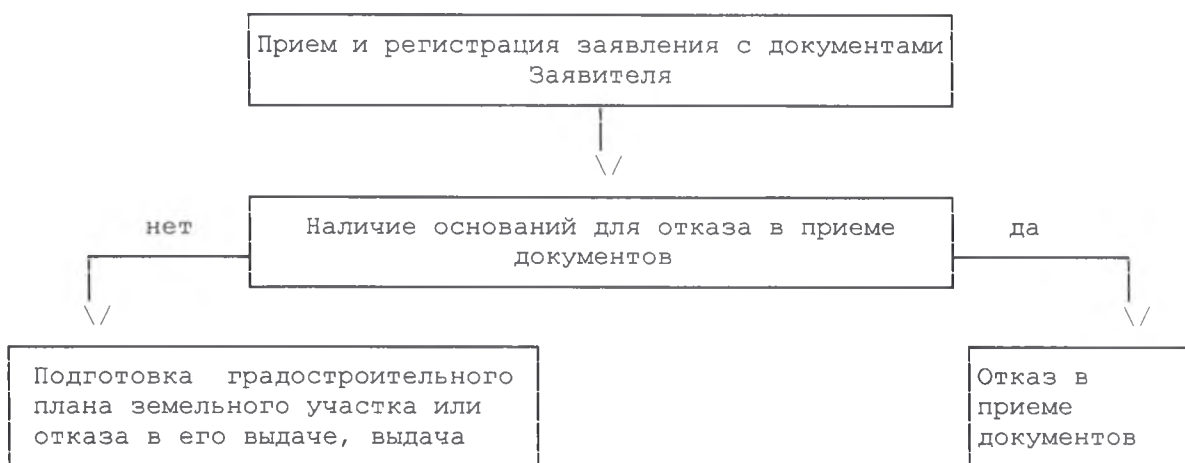 Прием и регистрация заявления с документами
Заявителя
нет
Наличие оснований для отказа в приеме
документов
да
Подготовка градостроительного
плана земельного участка или
отказа в его выдаче, выдача
Отказ в
приеме
документов